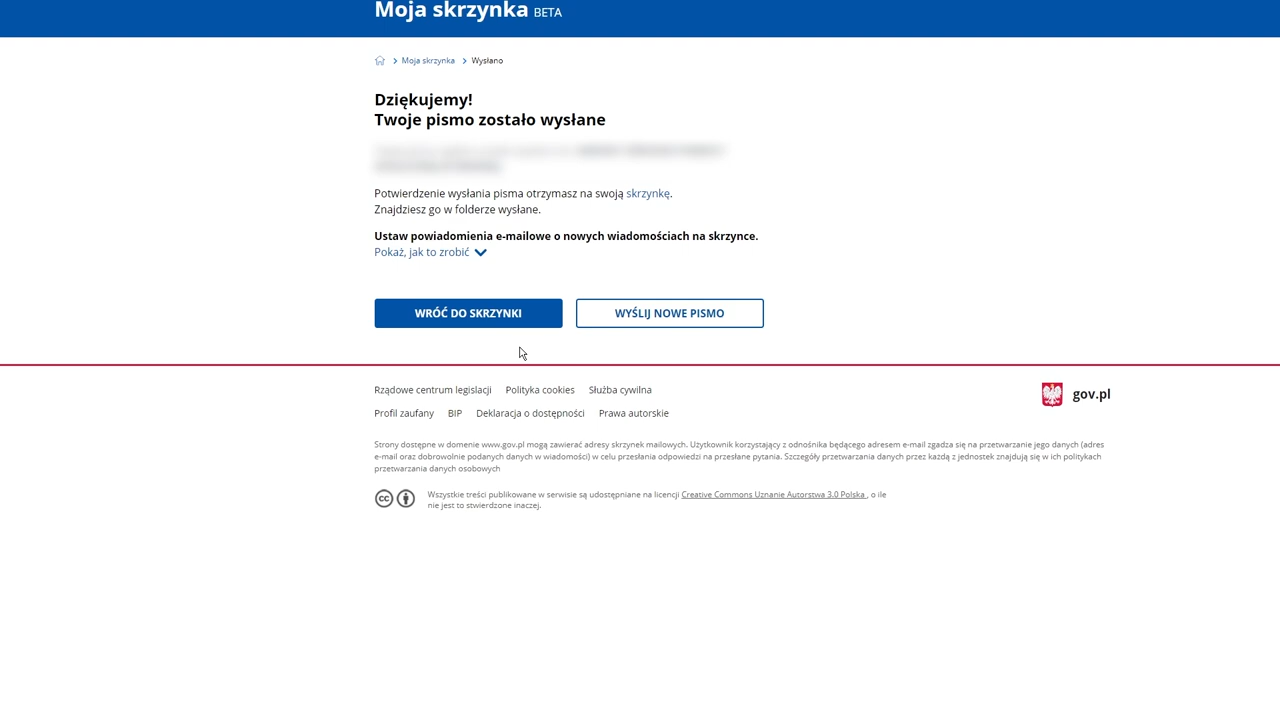 Moja skrzynka BETA
Moja skrzynka Wysłano
Dziękujemy!
Twoje pismo zostało wysłane
Potwierdzenie wysłania pisma otrzymasz na swoją skrzynkę.
Znajdziesz go w folderze wysłane.
Ustaw powiadomienia e-mailowe o nowych wiadomościach na skrzynce.
Pokaż, jak to zrobić
WRÓĆ DO SKRZYNKI WYŚLIJ NOWE PISMO
Rządowe centrum legislacji Polityka cookies Służba cywilna
gov.pl
Profil zaufany BIP Deklaracja o dostępności Prawa autorskie
Strony dostępne w domenie www.gov.pl mogą zawierać adresy skrzynek mailowych. Użytkownik korzystający z odnośnika będącego adresem e-mail zgadza się na przetwarzanie jego danych (adres
e-mail oraz dobrowolnie podanych danych w wiadomości) w celu przesłania odpowiedzi na przesłane pytania. Szczegóły przetwarzania danych przez każdą z jednostek znajdują się w ich politykach
przetwarzania danych osobowych
cc Wszystkie treści publikowane w serwisie są udostępniane na licencji Creative Commons Uznanie Autorstwa 3.0 Polska , o ile
nie jest to stwierdzone inaczej.